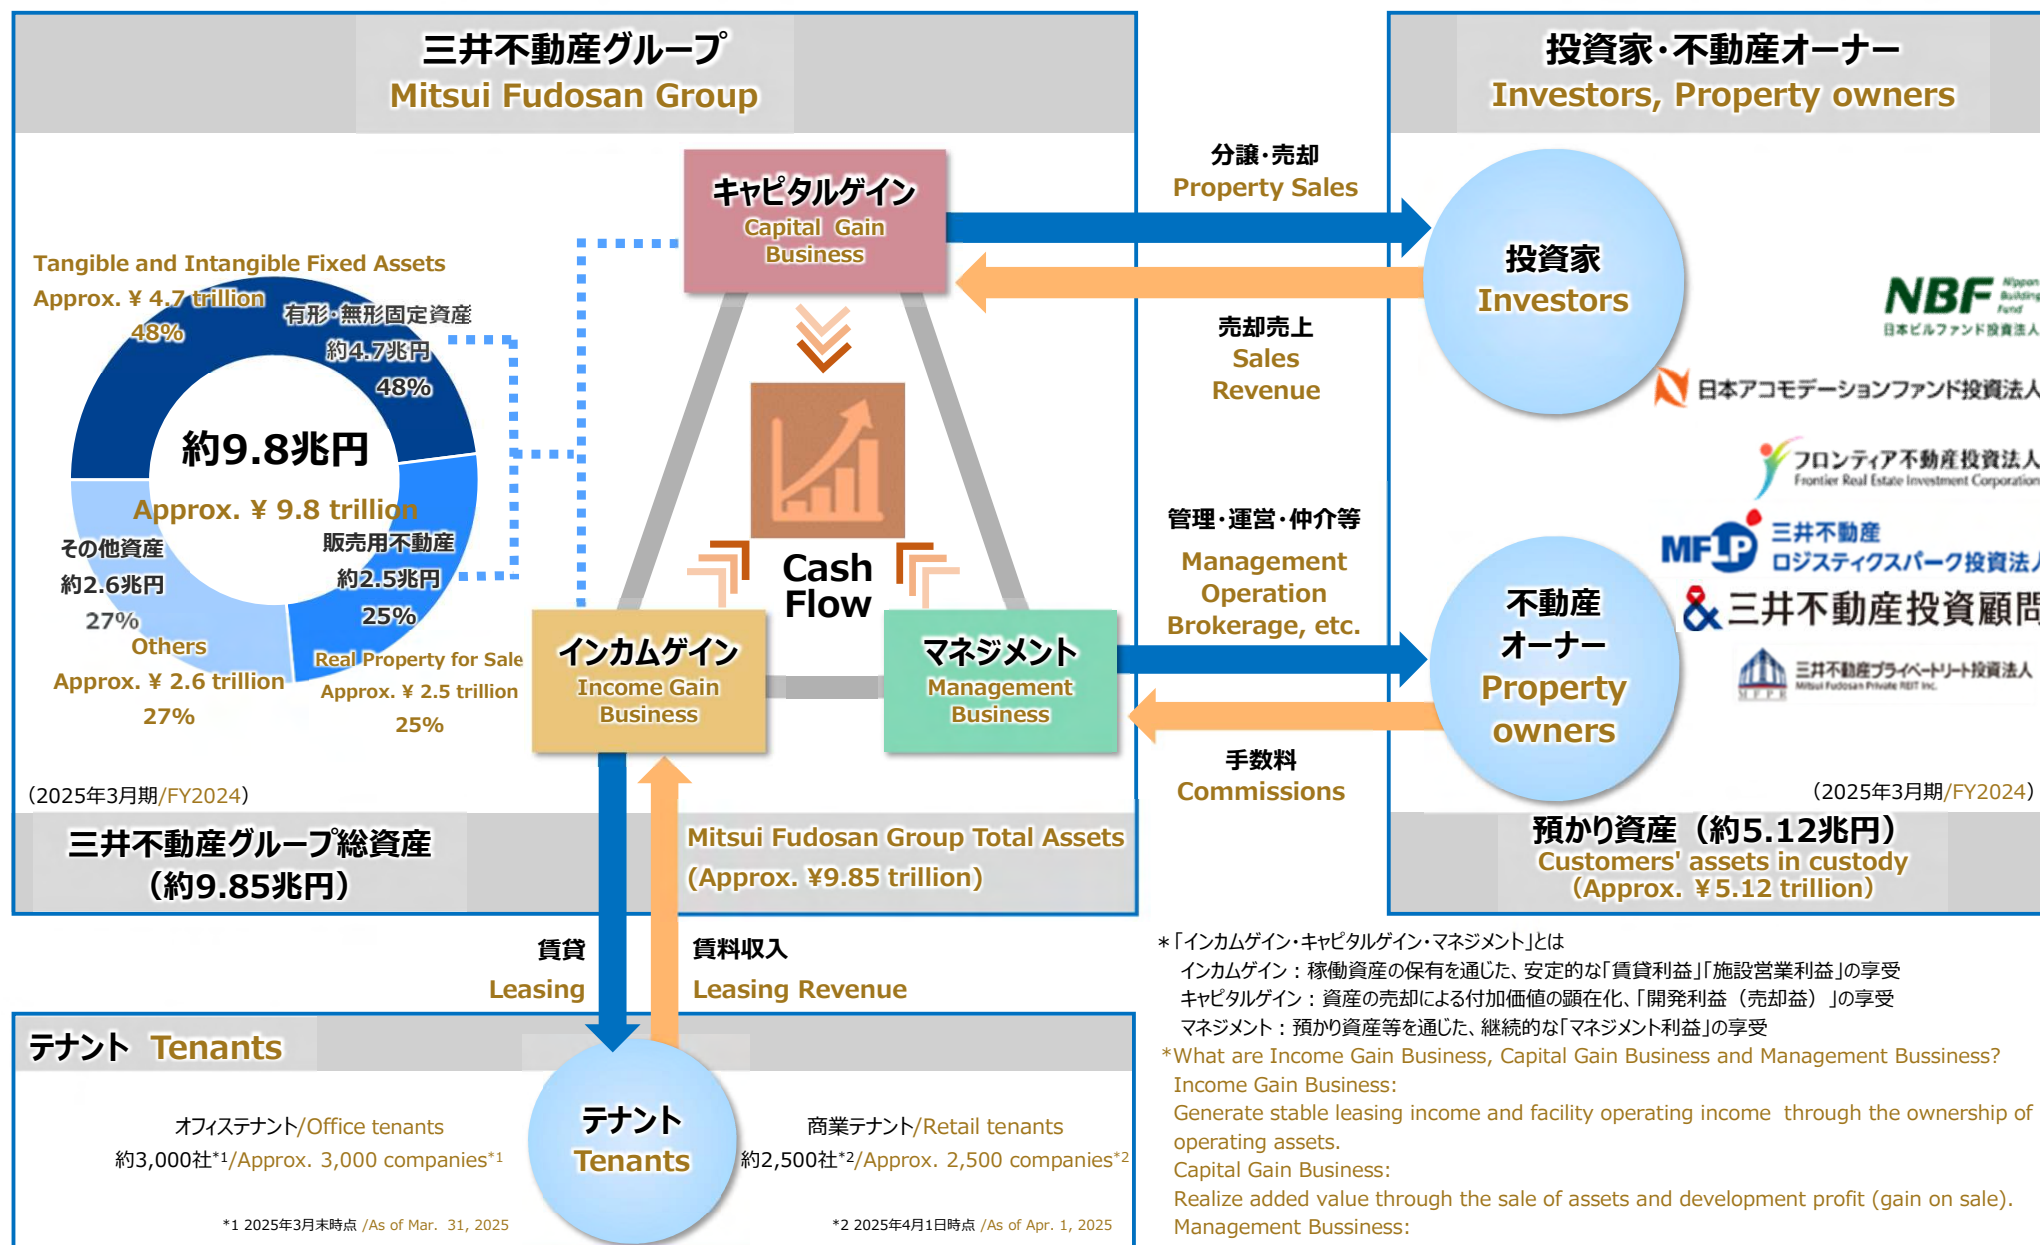 三井不動産グループ
Mitsui Fudosan Group
投資家･不動産オーナー
Investors, Property owners
キャピタルゲイン
Capital Gain
Business
分譲･売却
Property Sales
売却売上
Sales
Revenue
投資家
Investors
NBF Nippon
Building
Fund
日本ビルファンド投資法人
日本アコモデーションファンド投資法人
フロンティア不動産投資法人
Frontier Real Estate Investment Corporation
MFLP 三井不動産
ロジスティクスパーク投資法人
三井不動産投資顧問
三井不動産プライベートリート投資法人
Mitsui Fudosan Private REIT Inc.
MFPR
Tangible and Intangible Fixed Assets
Approx. ¥ 4.7 trillion
48%
有形･無形固定資産
約4.7兆円
48%
約9.8兆円
Approx. ¥ 9.8 trillion
その他資産
約2.6兆円
27%
Others
Approx. ¥ 2.6 trillion
27%
販売用不動産
約2.5兆円
25%
Real Property for Sale
Approx. ¥ 2.5 trillion
25%
Cash
Flow
インカムゲイン
Income Gain
Business
マネジメント
Management
Business
管理･運営･仲介等
Management
Operation
Brokerage, etc.
手数料
Commissions
不動産
オーナー
Property
owners
（2025年3月期/FY2024）
三井不動産グループ総資産
（約9.85兆円）
Mitsui Fudosan Group Total Assets
(Approx. ¥9.85 trillion)
（2025年3月期/FY2024）
預かり資産（約5.12兆円）
Customers' assets in custody
（Approx. ¥5.12 trillion）
賃貸
Leasing
賃料収入
Leasing Revenue
テナント Tenants
オフィステナント/Office tenants
約3,000社*1/Approx. 3,000 companies*1
*1 2025年3月末時点 /As of Mar. 31, 2025
テナント
Tenants
商業テナント/Retail tenants
約2,500社*2/Approx. 2,500 companies*2
*2 2025年4月1日時点 /As of Apr. 1, 2025
＊｢インカムゲイン･キャピタルゲイン･マネジメント｣とは
インカムゲイン：稼働資産の保有を通じた、安定的な｢賃貸利益｣｢施設営業利益｣の享受
キャピタルゲイン：資産の売却による付加価値の顕在化、｢開発利益（売却益）｣の享受
マネジメント：預かり資産等を通じた、継続的な｢マネジメント利益｣の享受
*What are Income Gain Business, Capital Gain Business and Management Bussiness?
Income Gain Business:
Generate stable leasing income and facility operating income through the ownership of
operating assets.
Capital Gain Business:
Realize added value through the sale of assets and development profit (gain on sale).
Management Bussiness: